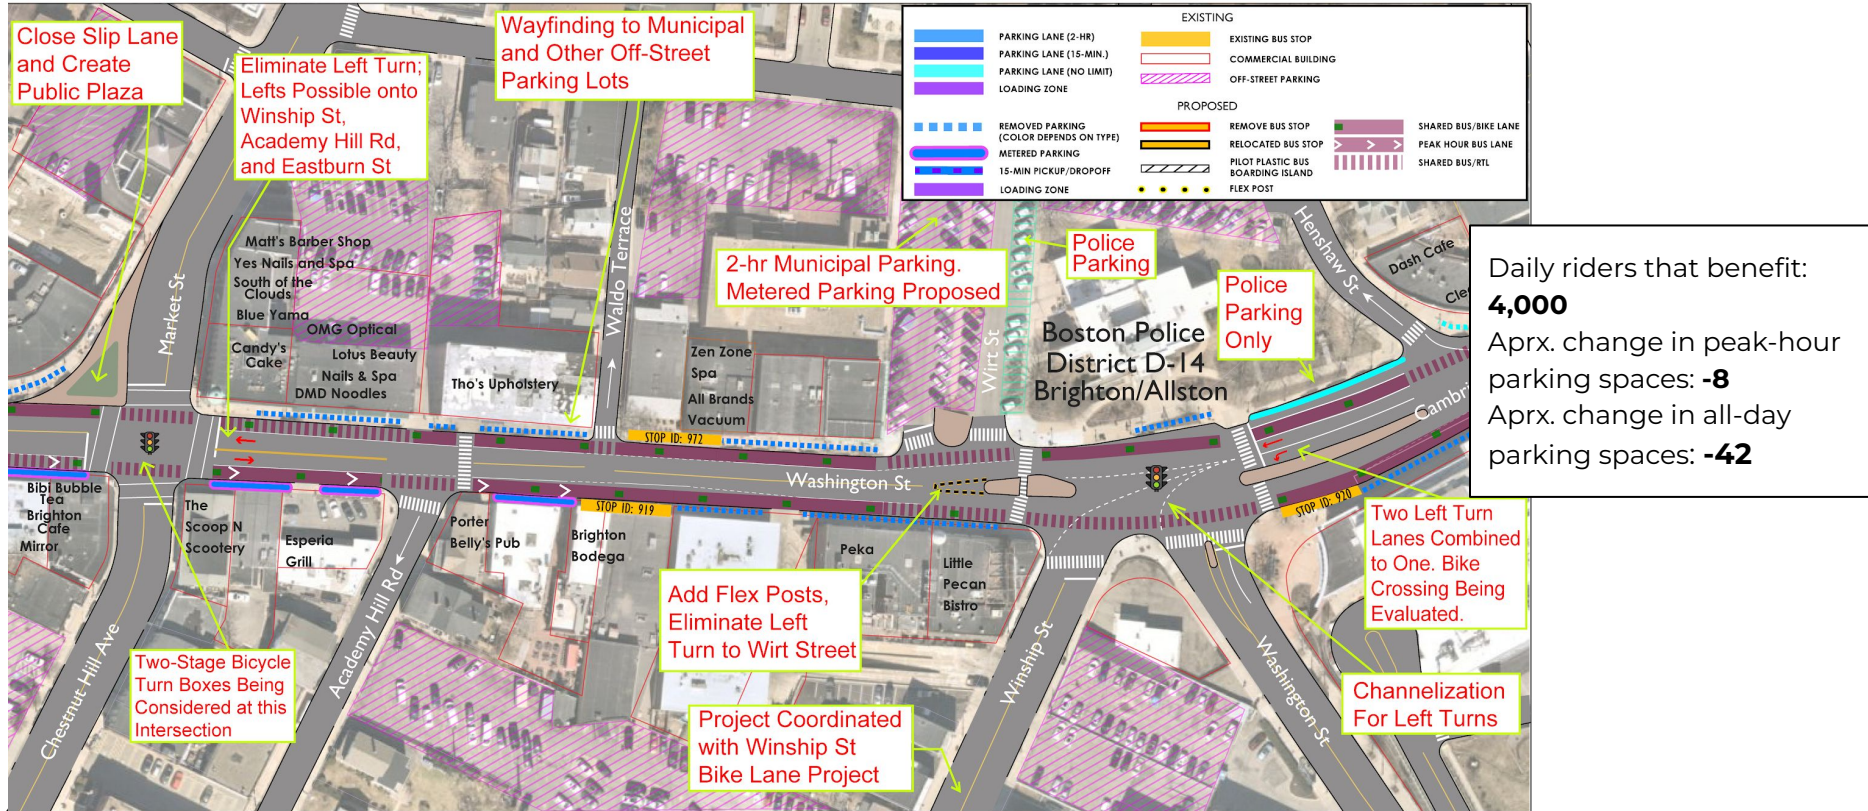 Close Slip Lane
and Create
Public Plaza
Eliminate Left Turn;
Lefts Possible onto
Winship St,
Academy Hill Rd,
and Eastburn St
Wayfinding to Municipal
and Other Off-Street
Parking Lots
EXISTING
PARKING LANE (2-HR)
PARKING LANE (15-MIN.)
PARKING LANE (NO LIMIT)
LOADING ZONE
EXISTING BUS STOP
COMMERCIAL BUILDING
OFF-STREET PARKING
PROPOSED
REMOVED PARKING
(COLOR DEPENDS ON TYPE)
METERED PARKING
15-MIN PICKUP/DROPOFF
LOADING ZONE
REMOVE BUS STOP
RELOCATED BUS STOP
PILOT PLASTIC BUS
BOARDING ISLAND
FLEX POST
SHARED BUS/BIKE LANE
PEAK HOUR BUS LANE
SHARED BUS/RTL
Daily riders that benefit:
4,000
Aprx. change in peak-hour
parking spaces: -8
Aprx. change in all-day
parking spaces: -42
Market St
Matt's Barber Shop
Yes Nails and Spa
South of the
Clouds
Blue Yama
OMG Optical
Candy's
Cake
Lotus Beauty
Nails & Spa
DMD Noodles
Tho's Upholstery
Waldo Terrace
Zen Zone
Spa
All Brands
Vacuum
2-hr Municipal Parking.
Metered Parking Proposed
Police
Parking
Wirt St
Boston Police
District D-14
Brighton/Allston
Police
Parking
Only
Henshaw St
Dash Cafe
Cle
Cambri
STOP ID: 972
Washington St
STOP ID: 919
STOP ID: 920
Bibi Bubble
Tea
Brighton
Cafe
Mirror
The
Scoop N
Scootery
Esperia
Grill
Porter
Belly's Pub
Brighton
Bodega
Peka
Little
Pecan
Bistro
Chestnut Hill Ave
Academy Hill Rd
Two-Stage Bicycle
Turn Boxes Being
Considered at this
Intersection
Add Flex Posts,
Eliminate Left
Turn to Wirt Street
Project Coordinated
with Winship St
Bike Lane Project
Winship St
Washington St
Two Left Turn
Lanes Combined
to One. Bike
Crossing Being
Evaluated.
Channelization
For Left Turns